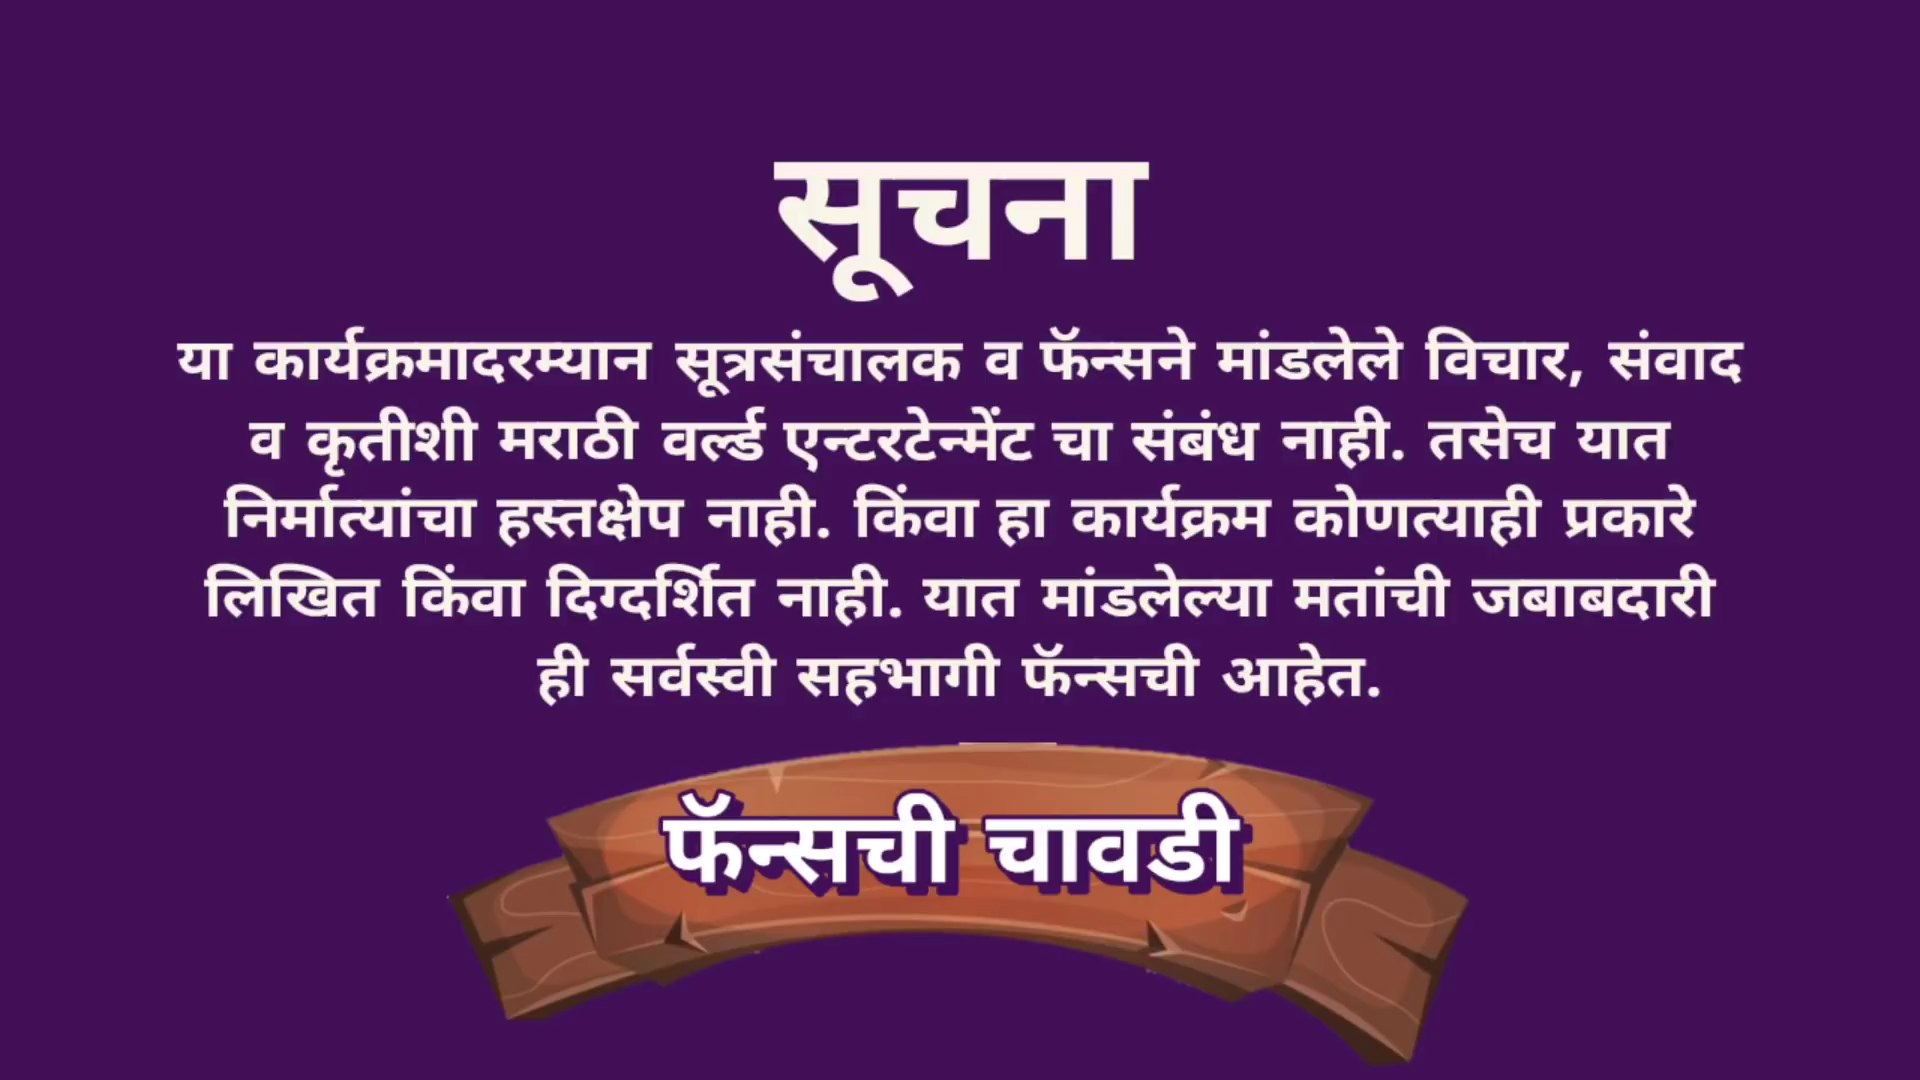 सूचना
या कार्यक्रमादरम्यान सूत्रसंचालक व फॅन्सने मांडलेले विचार, संवाद
व कृतीशी मराठी वर्ल्ड एन्टरटेन्मेंट चा संबंध नाही. तसेच यात
निर्मात्यांचा हस्तक्षेप नाही. किंवा हा कार्यक्रम कोणत्याही प्रकारे
लिखित किंवा दिग्दर्शित नाही. यात मांडलेल्या मतांची जबाबदारी
ही सर्वस्वी सहभागी फॅन्सची आहेत.
फॅन्सची चावडी